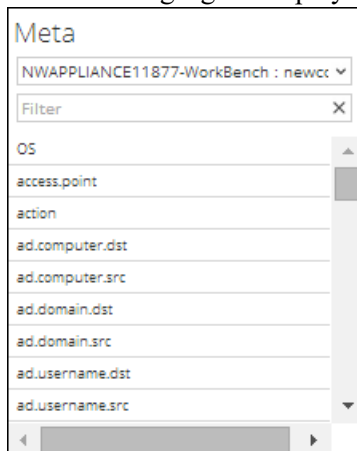 Meta
NWAPPLIANCE11877-WorkBench : newcc
Filter
OS
access.point
action
ad.computer.dst
ad.computer.src
ad.domain.dst
ad.domain.src
ad.username.dst
ad.username.src